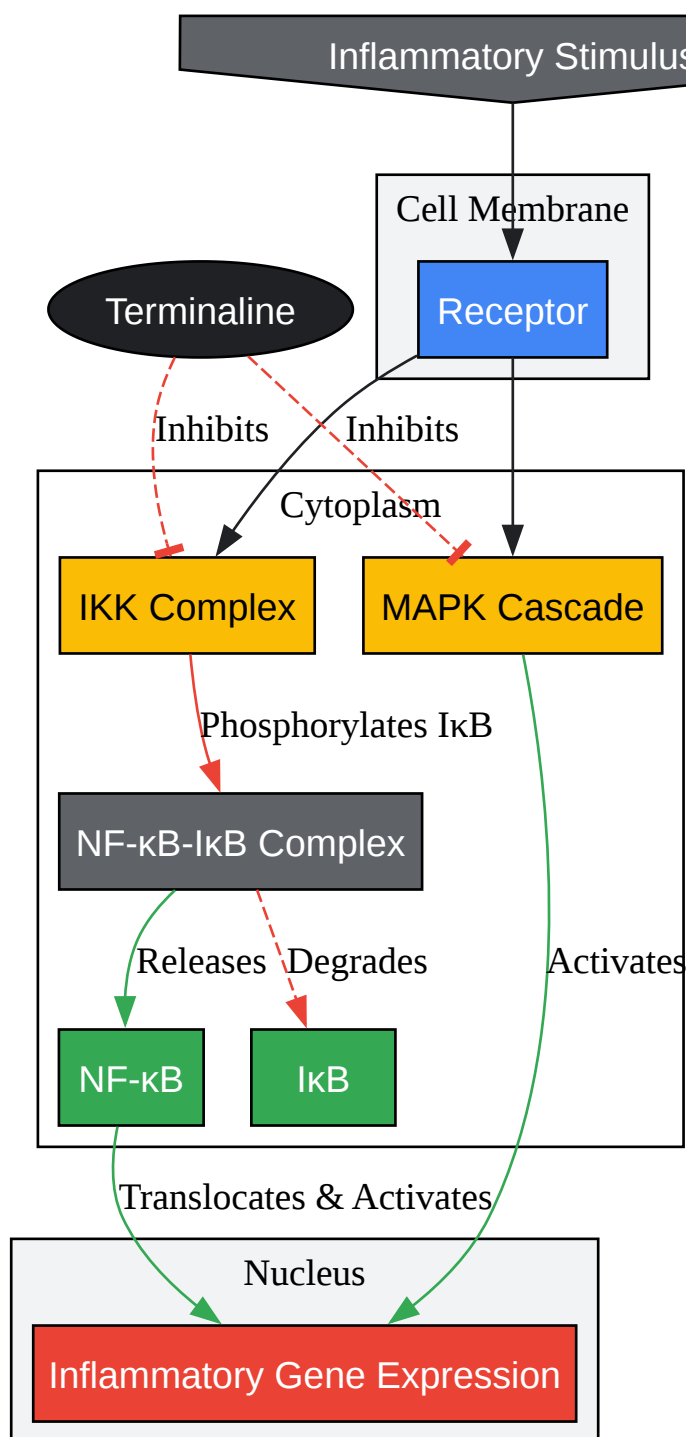 Inflammatory Stimulus
Cell Membrane
Terminaline
Receptor
Inhibits
Inhibits
Cytoplasm
IKK Complex
MAPK Cascade
Phosphorylates IκB
NF-κB-IκB Complex
Releases
Degrades
Activates
NF-κB
IκB
Translocates & Activates
Nucleus
Inflammatory Gene Expression